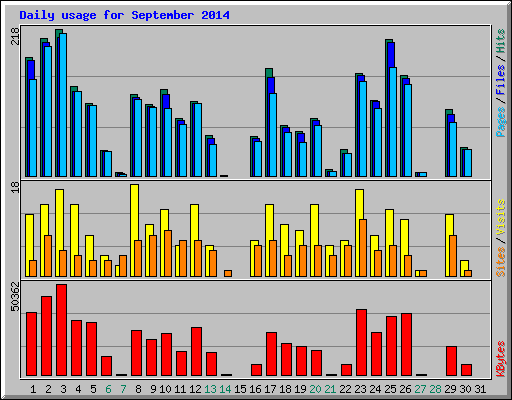 Daily usage for September 2014
218
Pages / Files / Hits
18
Sites / Visits
50362
KBytes
1 2 3 4 5 6 7 8 9 10 11 12 13 14 15 16 17 18 19 20 21 22 23 24 25 26 27 28 29 30 31